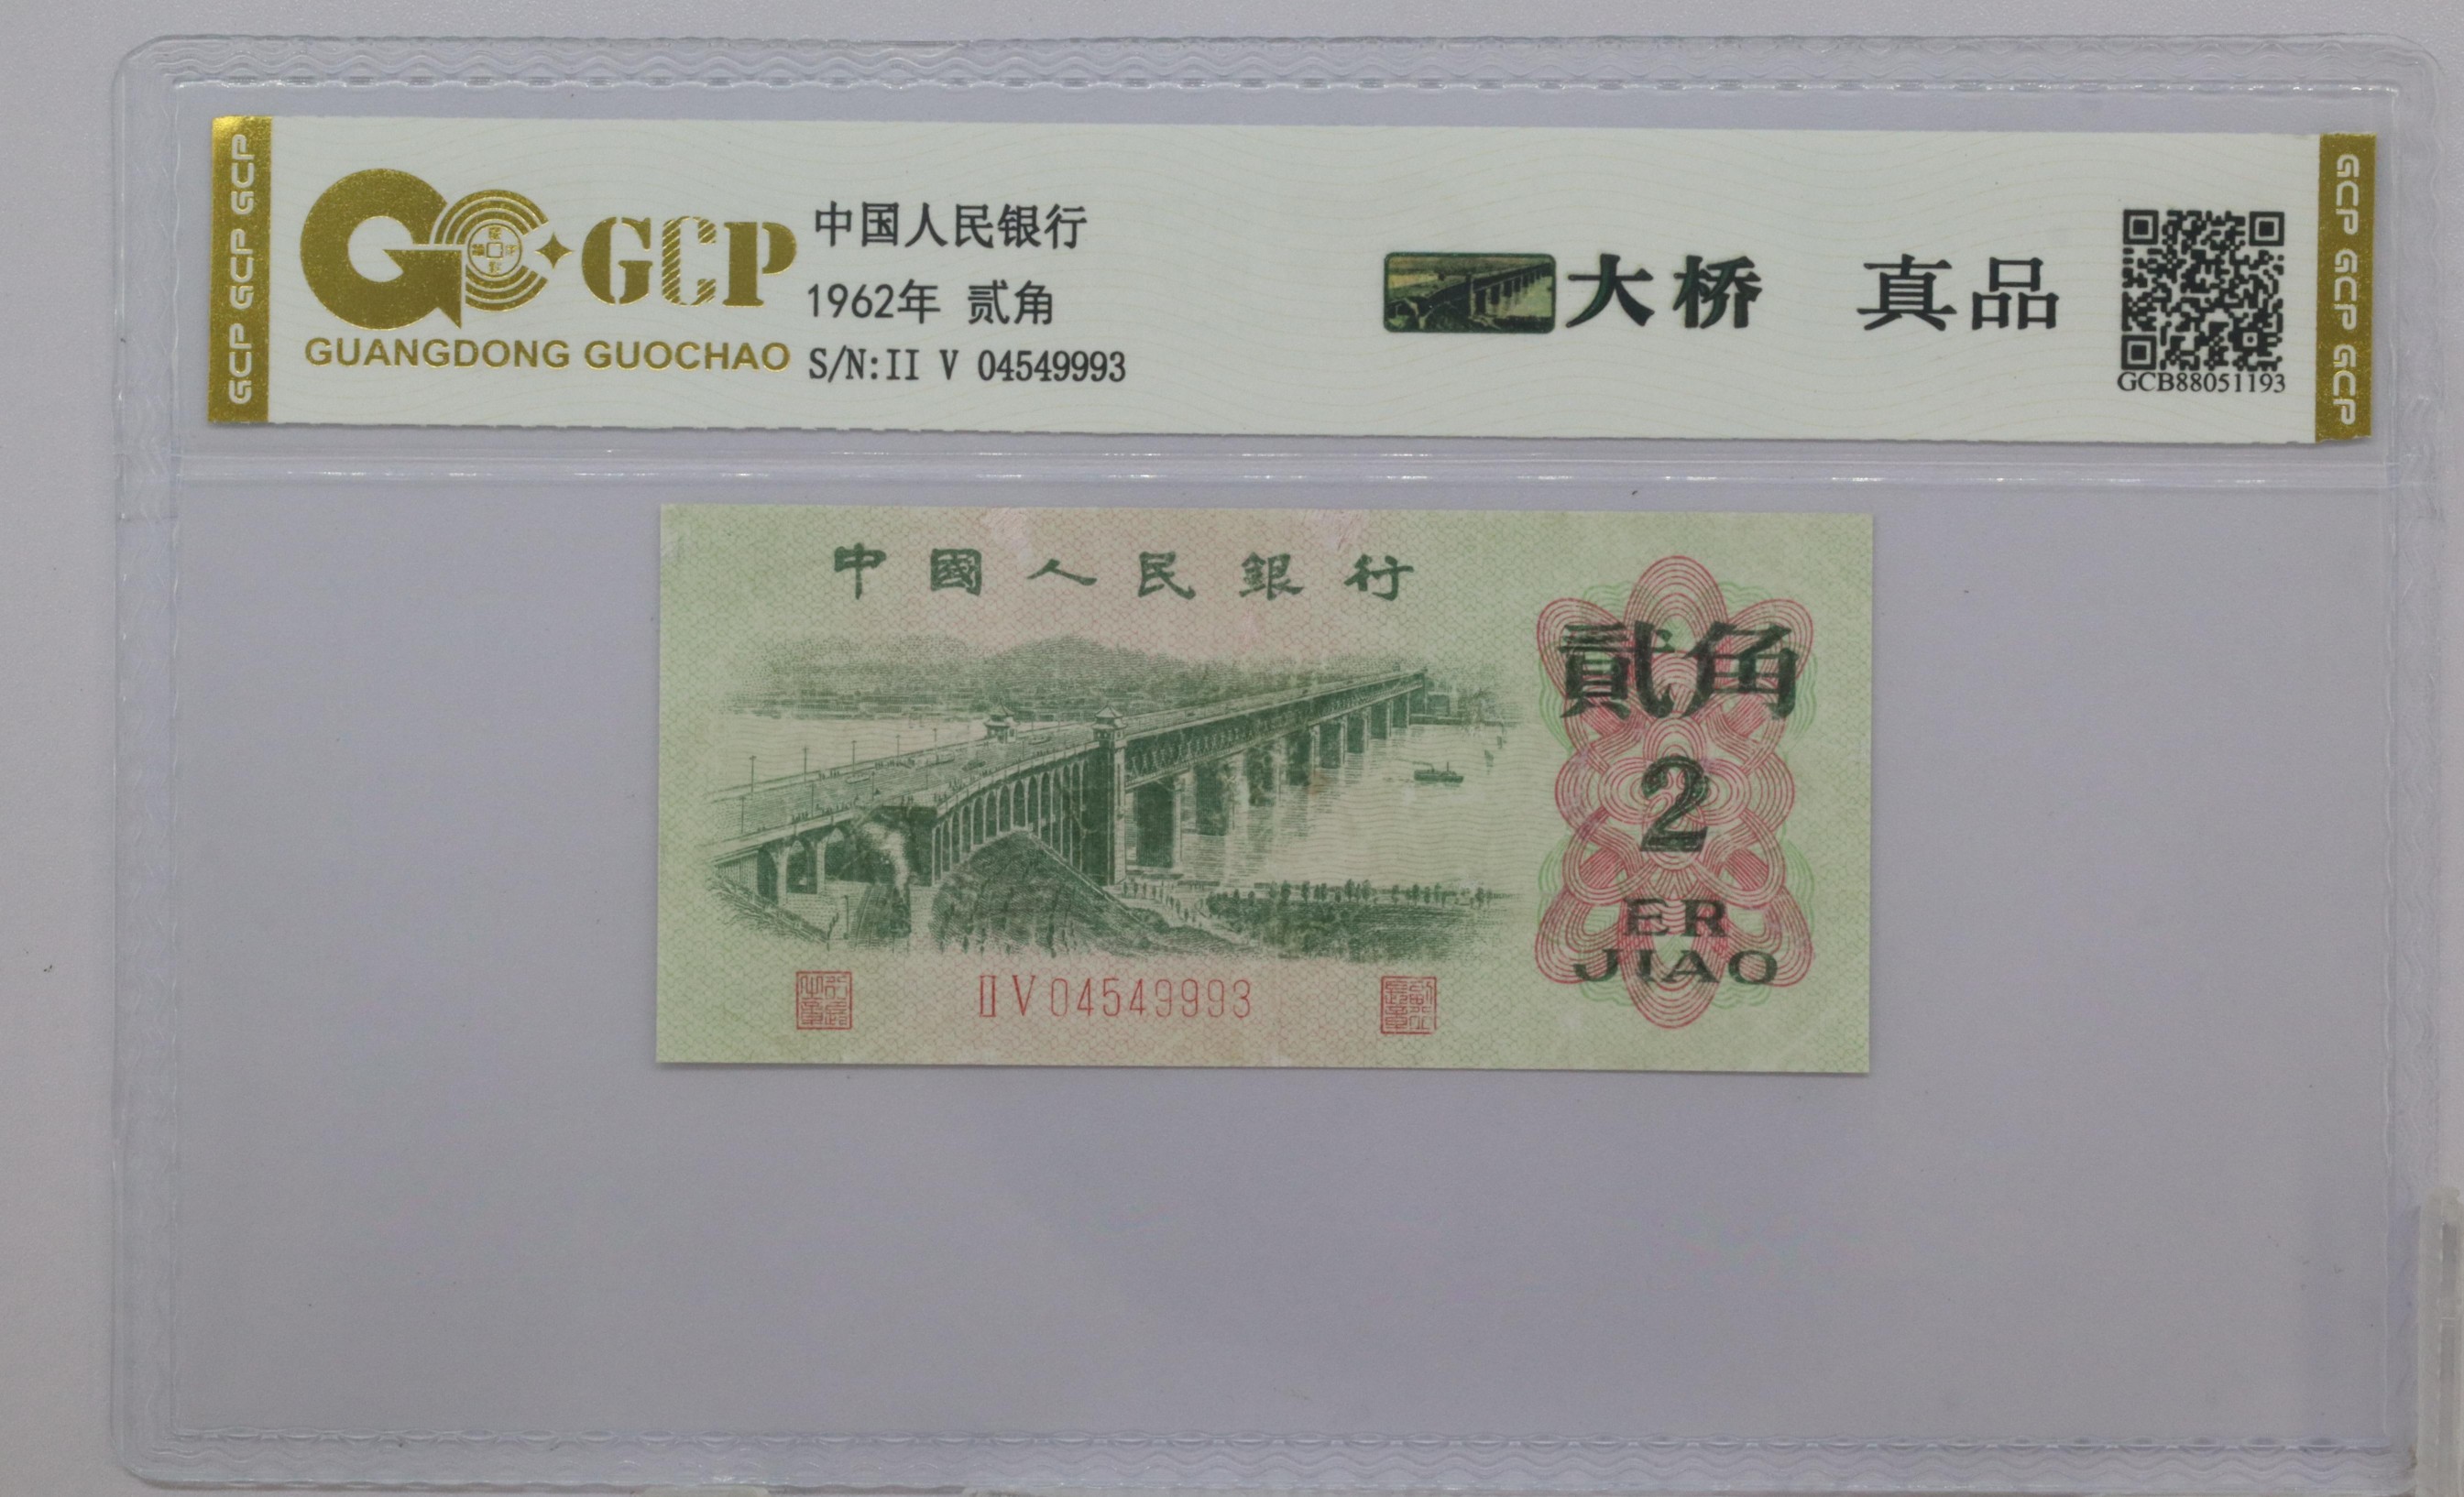 GCP GCP GCP
GCP
GUANGDONG GUOCHAO
中国人民银行
1962年 贰角
S/N:II V 04549993
大桥 真品
GCB88051193
GCP GCP GCP
中國人民銀行
貳角
2
ER
JIAO
II V 04549993